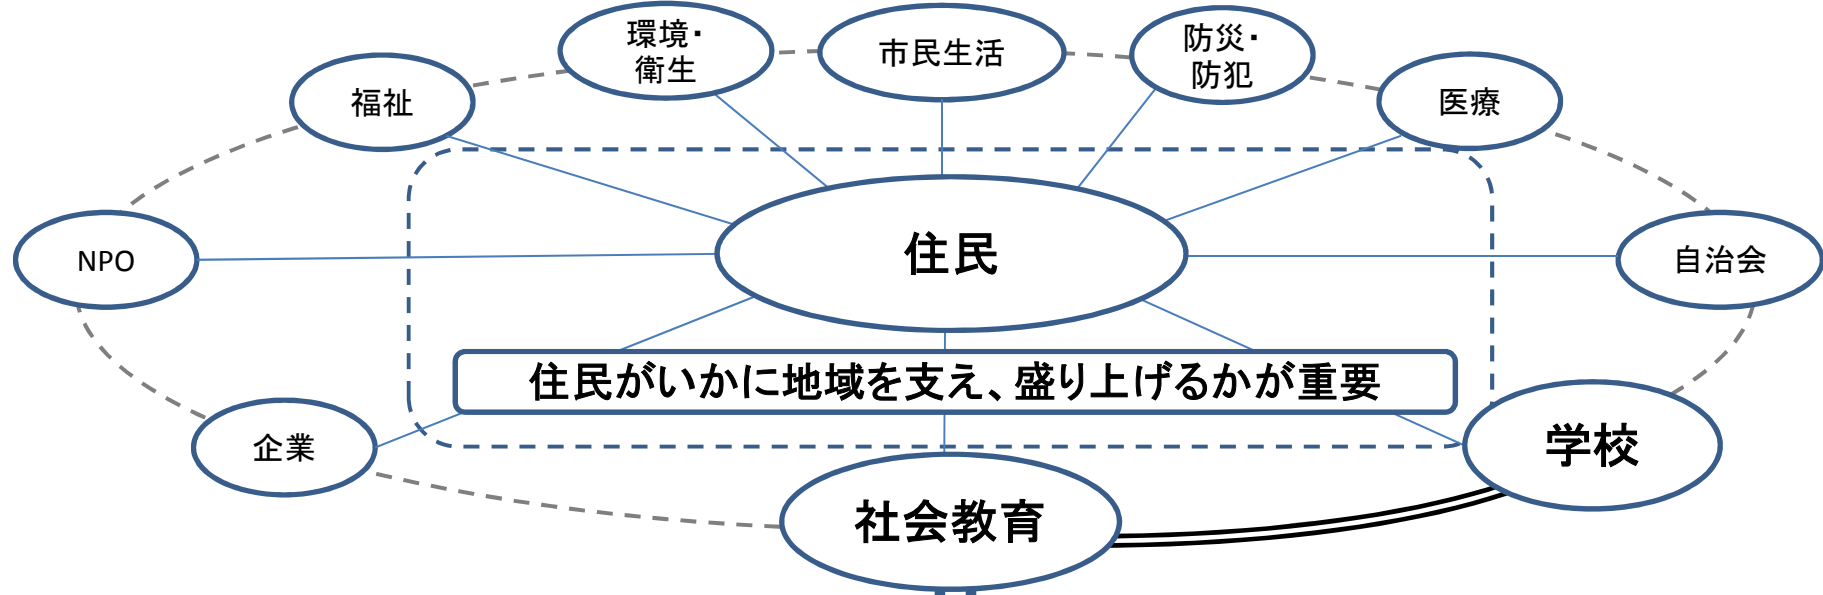 環境・
衛生
市民生活
防災・
防犯
福祉
医療
NPO
住民
自治会
住民がいかに地域を支え、盛り上げるかが重要
企業
学校
社会教育